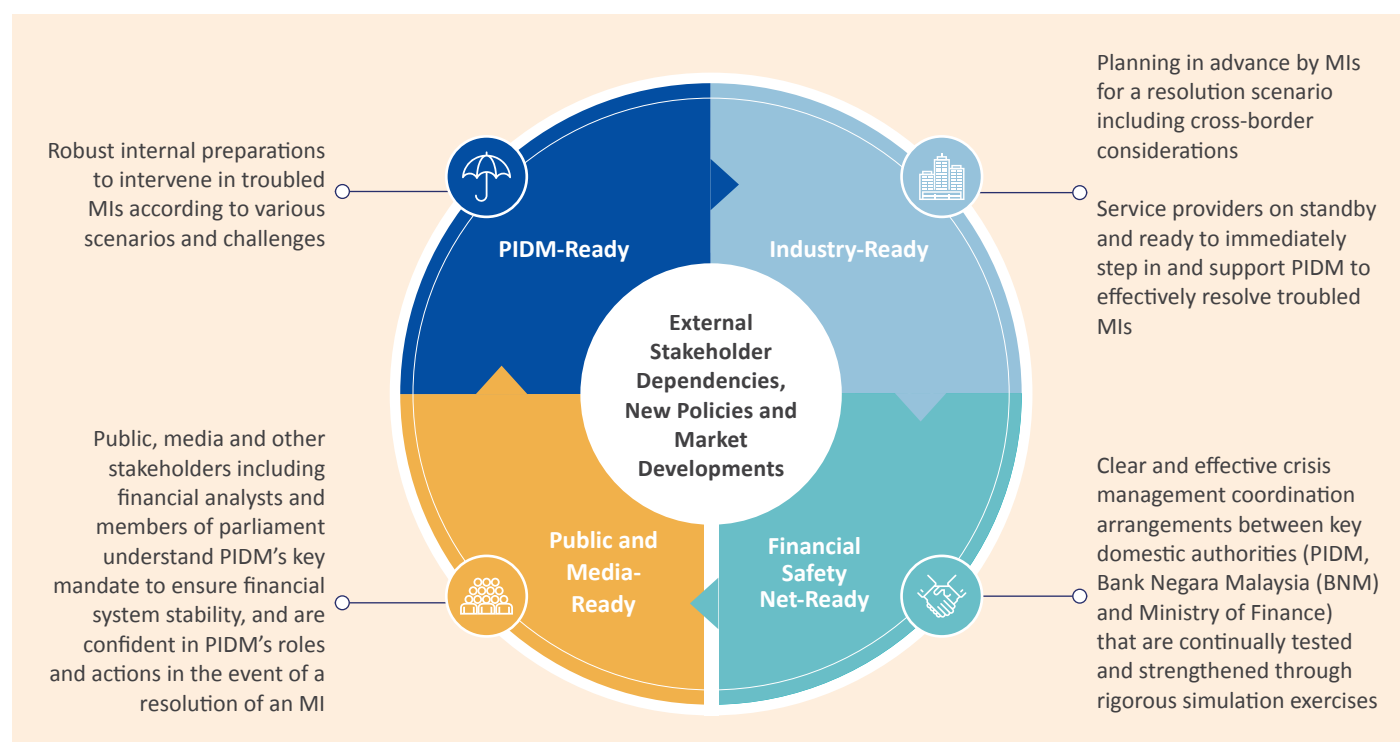 Robust internal preparations
to intervene in troubled
MIs according to various
scenarios and challenges
PIDM-Ready
Industry-Ready
Planning in advance by MIs
for a resolution scenario
including cross-border
considerations
Service providers on standby
and ready to immediately
step in and support PIDM to
effectively resolve troubled
MIs
External
Stakeholder
Dependencies,
New Policies and
Market
Developments
Public, media and other
stakeholders including
financial analysts and
members of parliament
understand PIDM’s key
mandate to ensure financial
system stability, and are
confident in PIDM’s roles
and actions in the event of a
resolution of an MI
Public and
Media-
Ready
Financial
Safety
Net-Ready
Clear and effective crisis
management coordination
arrangements between key
domestic authorities (PIDM,
Bank Negara Malaysia (BNM)
and Ministry of Finance)
that are continually tested
and strengthened through
rigorous simulation exercises